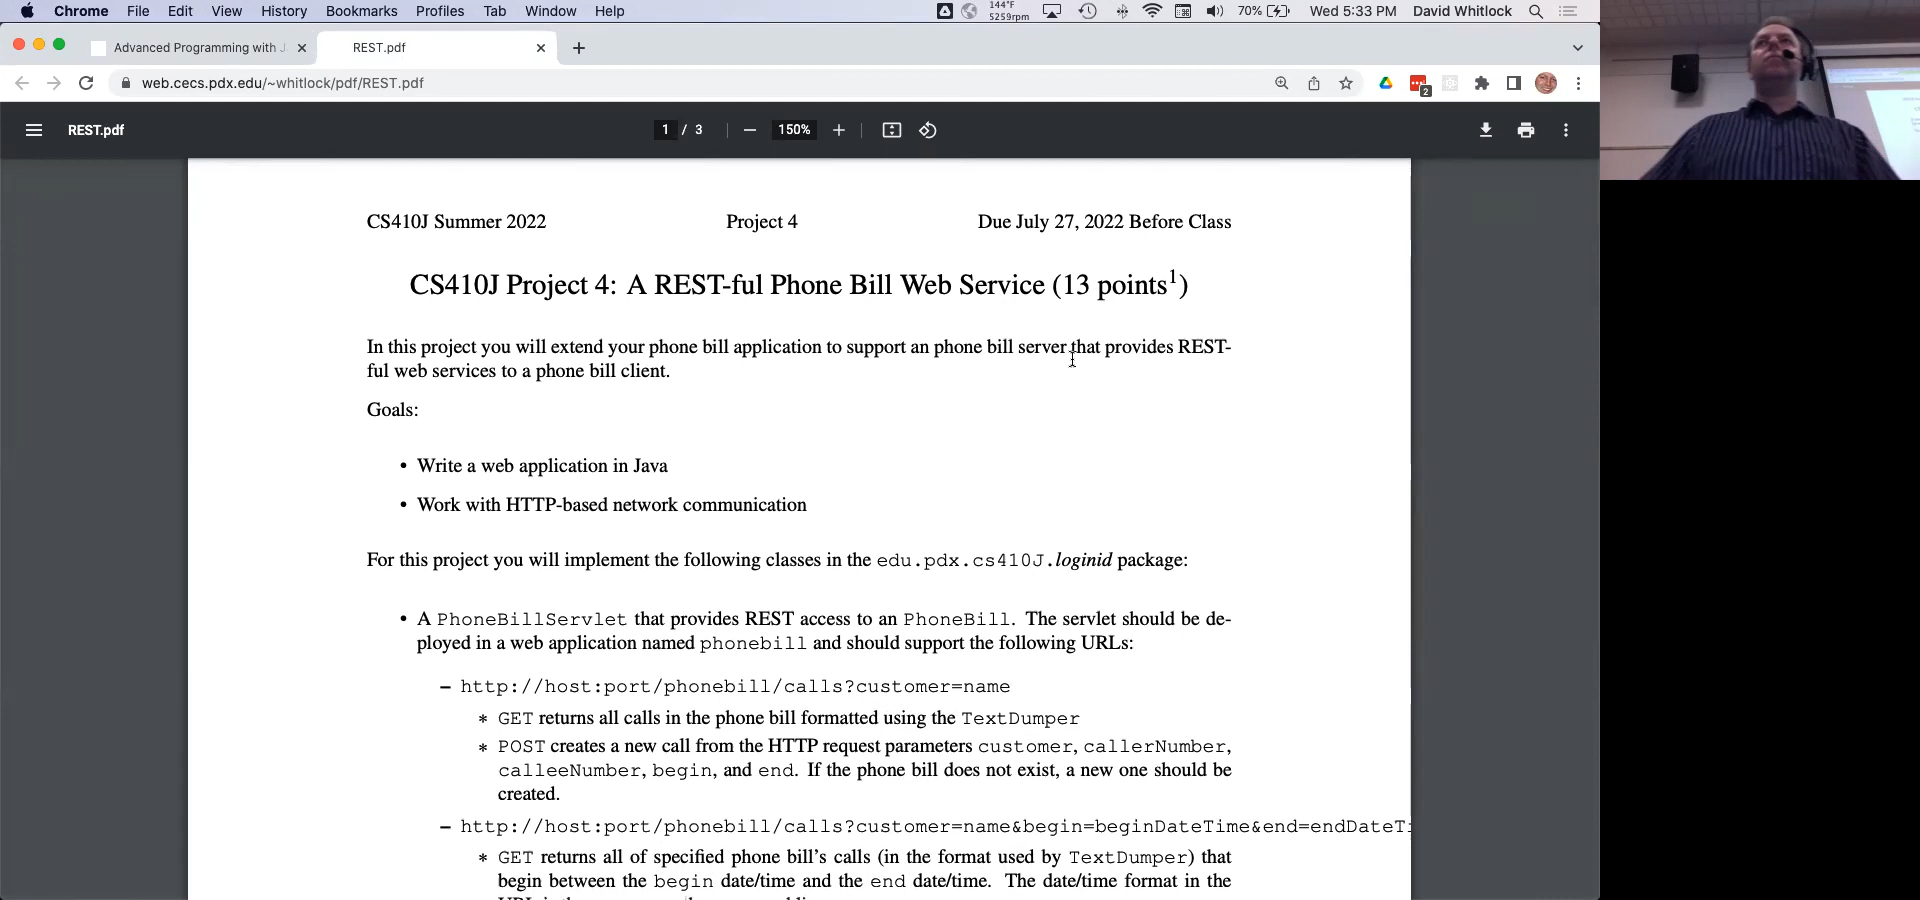 Chrome File Edit View History Bookmarks Profiles Tab Window Help 144°F 5259rpm 70% Wed 5:33 PM David Whitlock
Advanced Programming with J
REST.pdf
web.cecs.pdx.edu/~whitlock/pdf/REST.pdf
2
REST.pdf
1 / 3
150%
CS410J Summer 2022 Project 4 Due July 27, 2022 Before Class
CS410J Project 4: A REST-ful Phone Bill Web Service (13 points1)
In this project you will extend your phone bill application to support an phone bill server that provides REST-
ful web services to a phone bill client.
Goals:
• Write a web application in Java
• Work with HTTP-based network communication
For this project you will implement the following classes in the edu.pdx.cs410J.loginid package:
• A PhoneBillServlet that provides REST access to an PhoneBill. The servlet should be de-
ployed in a web application named phonebill and should support the following URLs:
– http://host:port/phonebill/calls?customer=name
* GET returns all calls in the phone bill formatted using the TextDumper
* POST creates a new call from the HTTP request parameters customer, callerNumber,
calleeNumber, begin, and end. If the phone bill does not exist, a new one should be
created.
– http://host:port/phonebill/calls?customer=name&begin=beginDateTime&end=endDateT
* GET returns all of specified phone bill's calls (in the format used by TextDumper) that
begin between the begin date/time and the end date/time. The date/time format in the